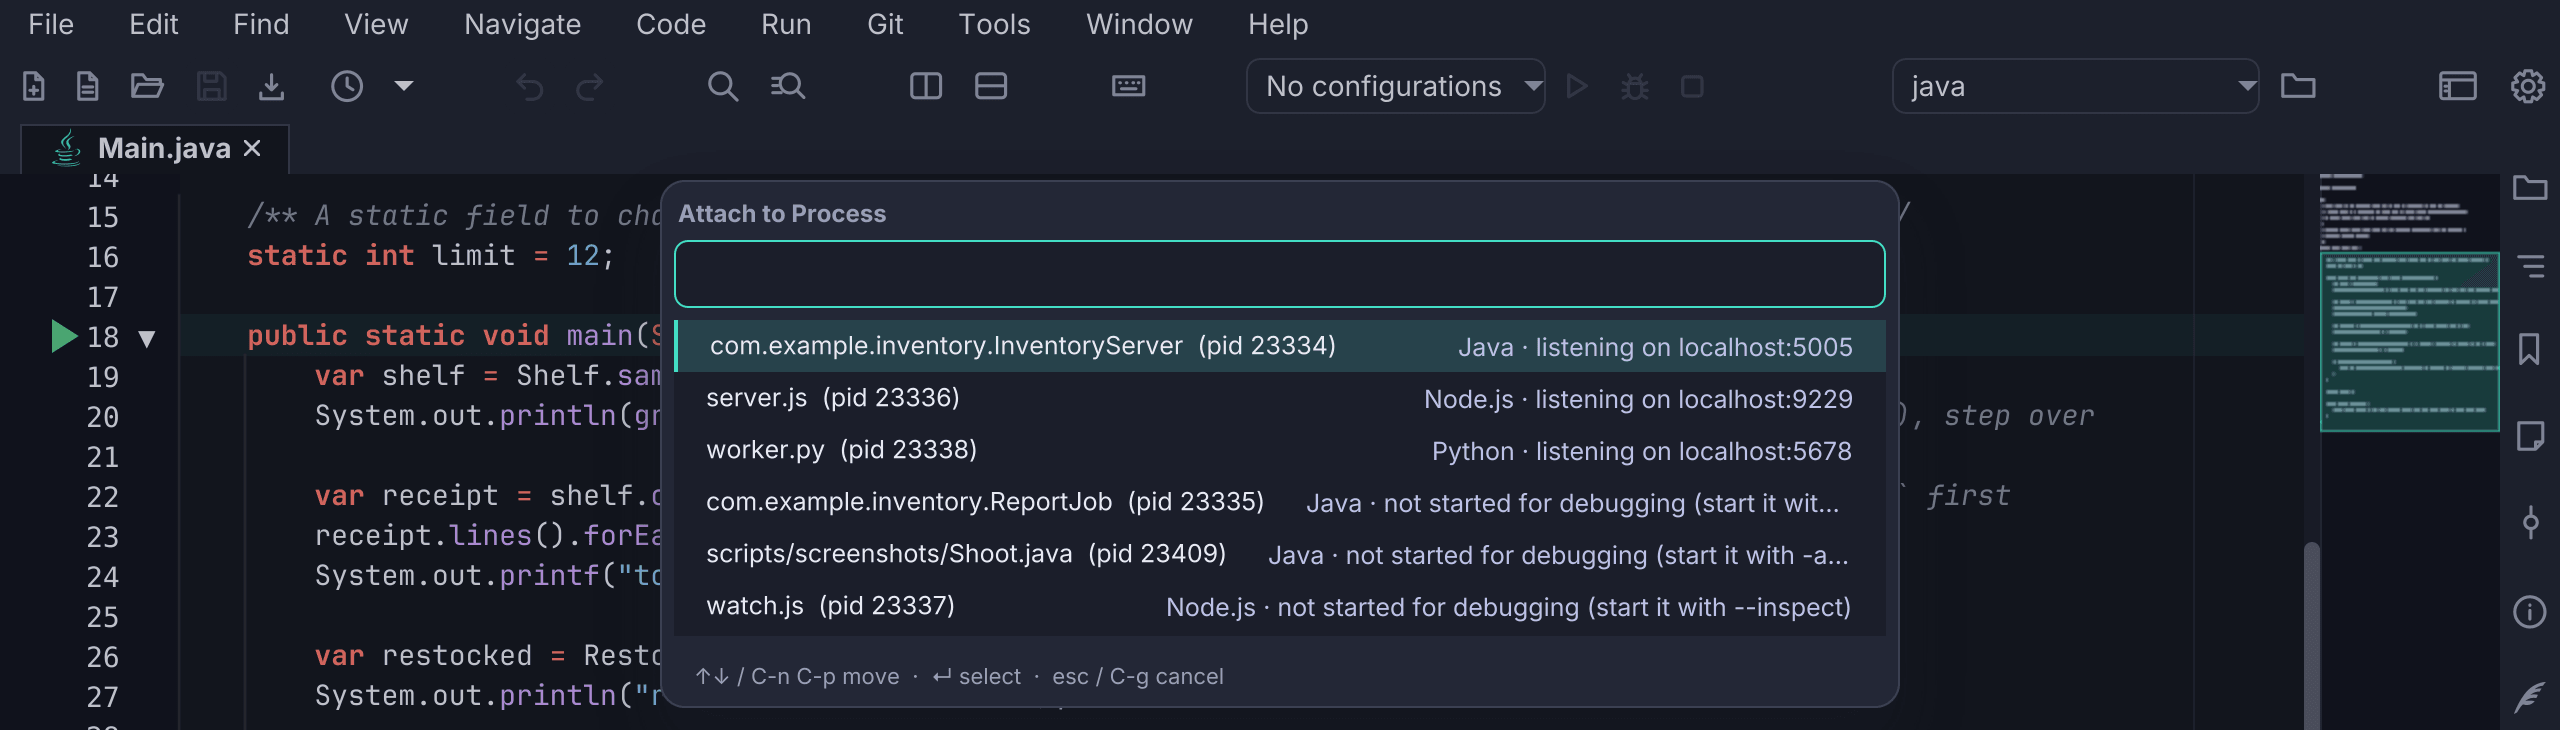 File Edit Find View Navigate Code Run Git Tools Window Help
No configurations java
Main.java
14
15 /** A static field to cha /
16 static int limit = 12;
17
18 public static void main(S
19 var shelf = Shelf.sam
20 System.out.println(gr ), step over
21
22 var receipt = shelf.c ` first
23 receipt.lines().forEa
24 System.out.printf("to
25
26 var restocked = Resto
27 System.out.println("r
28
Attach to Process
com.example.inventory.InventoryServer (pid 23334) Java · listening on localhost:5005
server.js (pid 23336) Node.js · listening on localhost:9229
worker.py (pid 23338) Python · listening on localhost:5678
com.example.inventory.ReportJob (pid 23335) Java · not started for debugging (start it wit...
scripts/screenshots/Shoot.java (pid 23409) Java · not started for debugging (start it with -a...
watch.js (pid 23337) Node.js · not started for debugging (start it with --inspect)
↑↓ / C-n C-p move · ↵ select · esc / C-g cancel